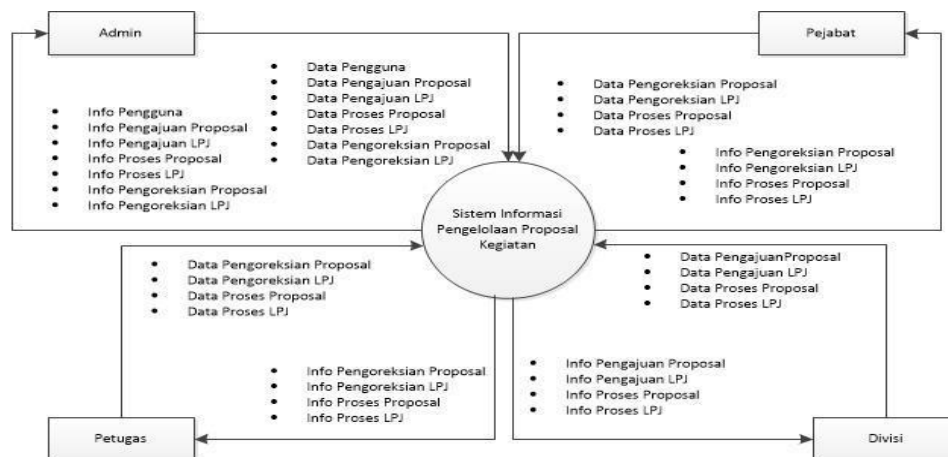 Admin
Pejabat
• Data Pengguna
• Data Pengajuan Proposal
• Data Pengajuan LPJ
• Data Proses Proposal
• Data Proses LPJ
• Data Pengoreksian Proposal
• Data Pengoreksian LPJ
• Info Pengguna
• Info Pengajuan Proposal
• Info Pengajuan LPJ
• Info Proses Proposal
• Info Proses LPJ
• Info Pengoreksian Proposal
• Info Pengoreksian LPJ
• Data Pengoreksian Proposal
• Data Pengoreksian LPJ
• Data Proses Proposal
• Data Proses LPJ
• Info Pengoreksian Proposal
• Info Pengoreksian LPJ
• Info Proses Proposal
• Info Proses LPJ
Sistem Informasi
Pengelolaan Proposal
Kegiatan
• Data Pengoreksian Proposal
• Data Pengoreksian LPJ
• Data Proses Proposal
• Data Proses LPJ
• Data PengajuanProposal
• Data Pengajuan LPJ
• Data Proses Proposal
• Data Proses LPJ
• Info Pengoreksian Proposal
• Info Pengoreksian LPJ
• Info Proses Proposal
• Info Proses LPJ
• Info Pengajuan Proposal
• Info Pengajuan LPJ
• Info Proses Proposal
• Info Proses LPJ
Petugas
Divisi